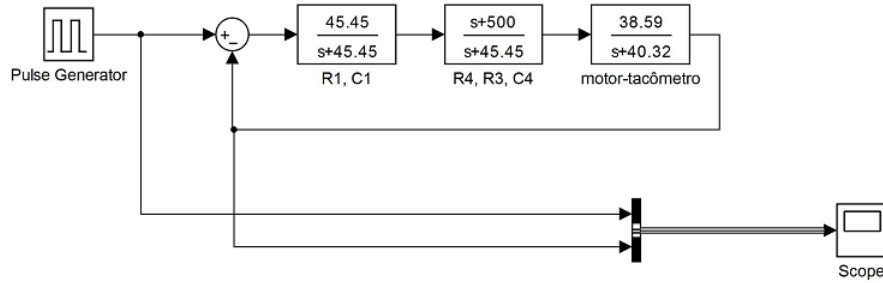 Pulse Generator
+
−
45.45
s+45.45
R1, C1
s+500
s+45.45
R4, R3, C4
38.59
s+40.32
motor-tacômetro
Scope